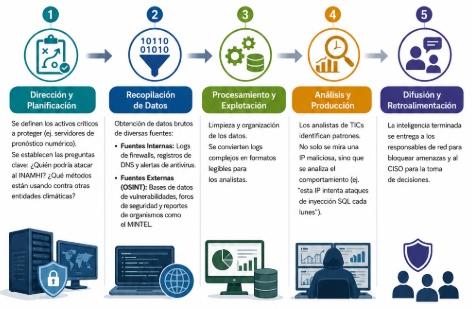 1
Dirección y
Planificación
Se definen los activos críticos
a proteger (ej. servidores de
pronóstico numérico).
Se establecen las preguntas
clave: ¿Quién podría atacar
al INAMHI? ¿Qué métodos
están usando contra otras
entidades climáticas?
2
10110
01010
Recopilación
de Datos
Obtención de datos brutos
de diversas fuentes:
• Fuentes Internas: Logs
de firewalls, registros de
DNS y alertas de antivirus.
• Fuentes Externas
(OSINT): Bases de datos
de vulnerabilidades, foros
de seguridad y reportes
de organismos como
el MINTEL.
3
Procesamiento y
Explotación
Limpieza y organización
de los datos.
Se convierten logs
complejos en formatos
legibles para
los analistas.
4
Análisis y
Producción
Los analistas de TICs
identifican patrones.
No solo se mira una
IP maliciosa, sino que
se analiza el
comportamiento (ej.
"esta IP intenta ataques
de inyección SQL cada
lunes").
5
Difusión y
Retroalimentación
La inteligencia terminada
se entrega a los
responsables de red para
bloquear amenazas y al
CISO para la toma
de decisiones.